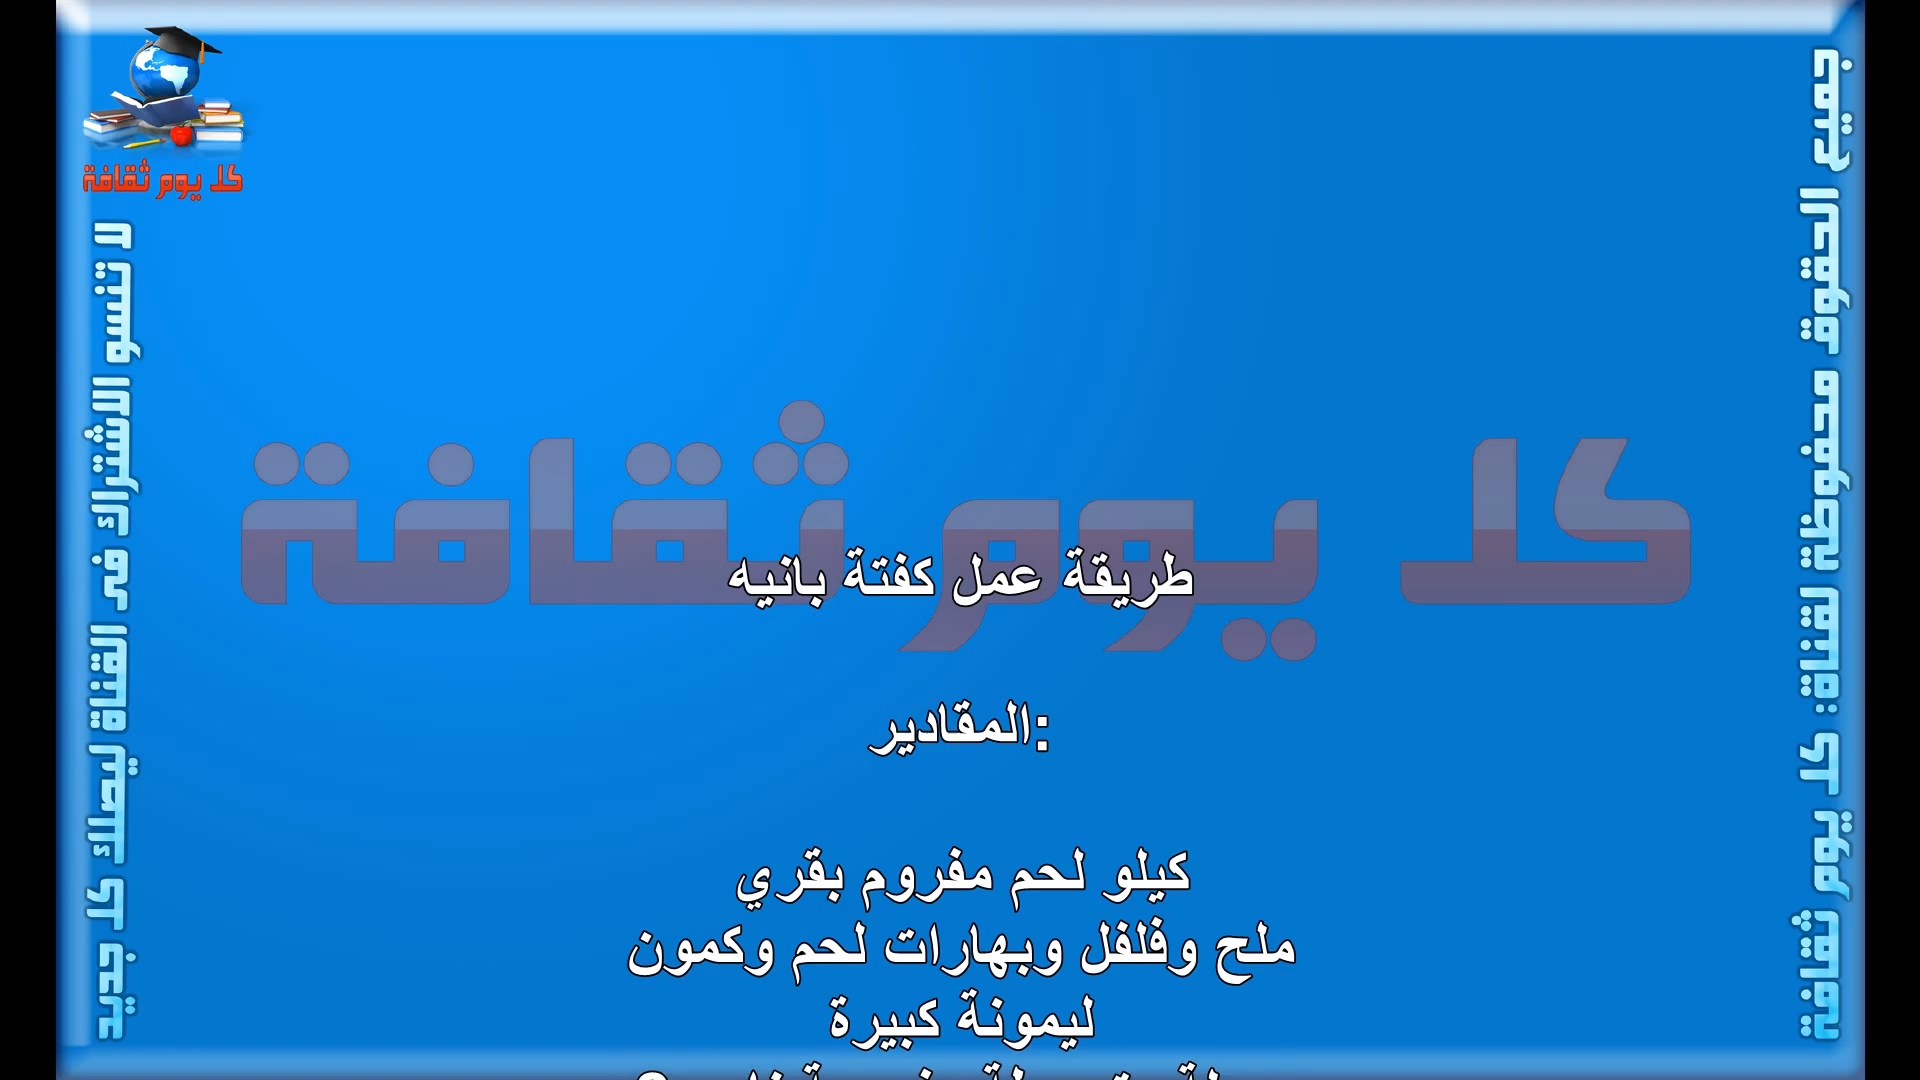 كل يوم ثقافة
لا تنسو الاشتراك فى القناة ليصلك كل جديد
جميع الحقوق محفوظة لقناة: كل يوم ثقافة
كل يوم ثقافة
طريقة عمل كفتة بانيه
المقادير:
كيلو لحم مفروم بقري
ملح وفلفل وبهارات لحم وكمون
ليمونة كبيرة